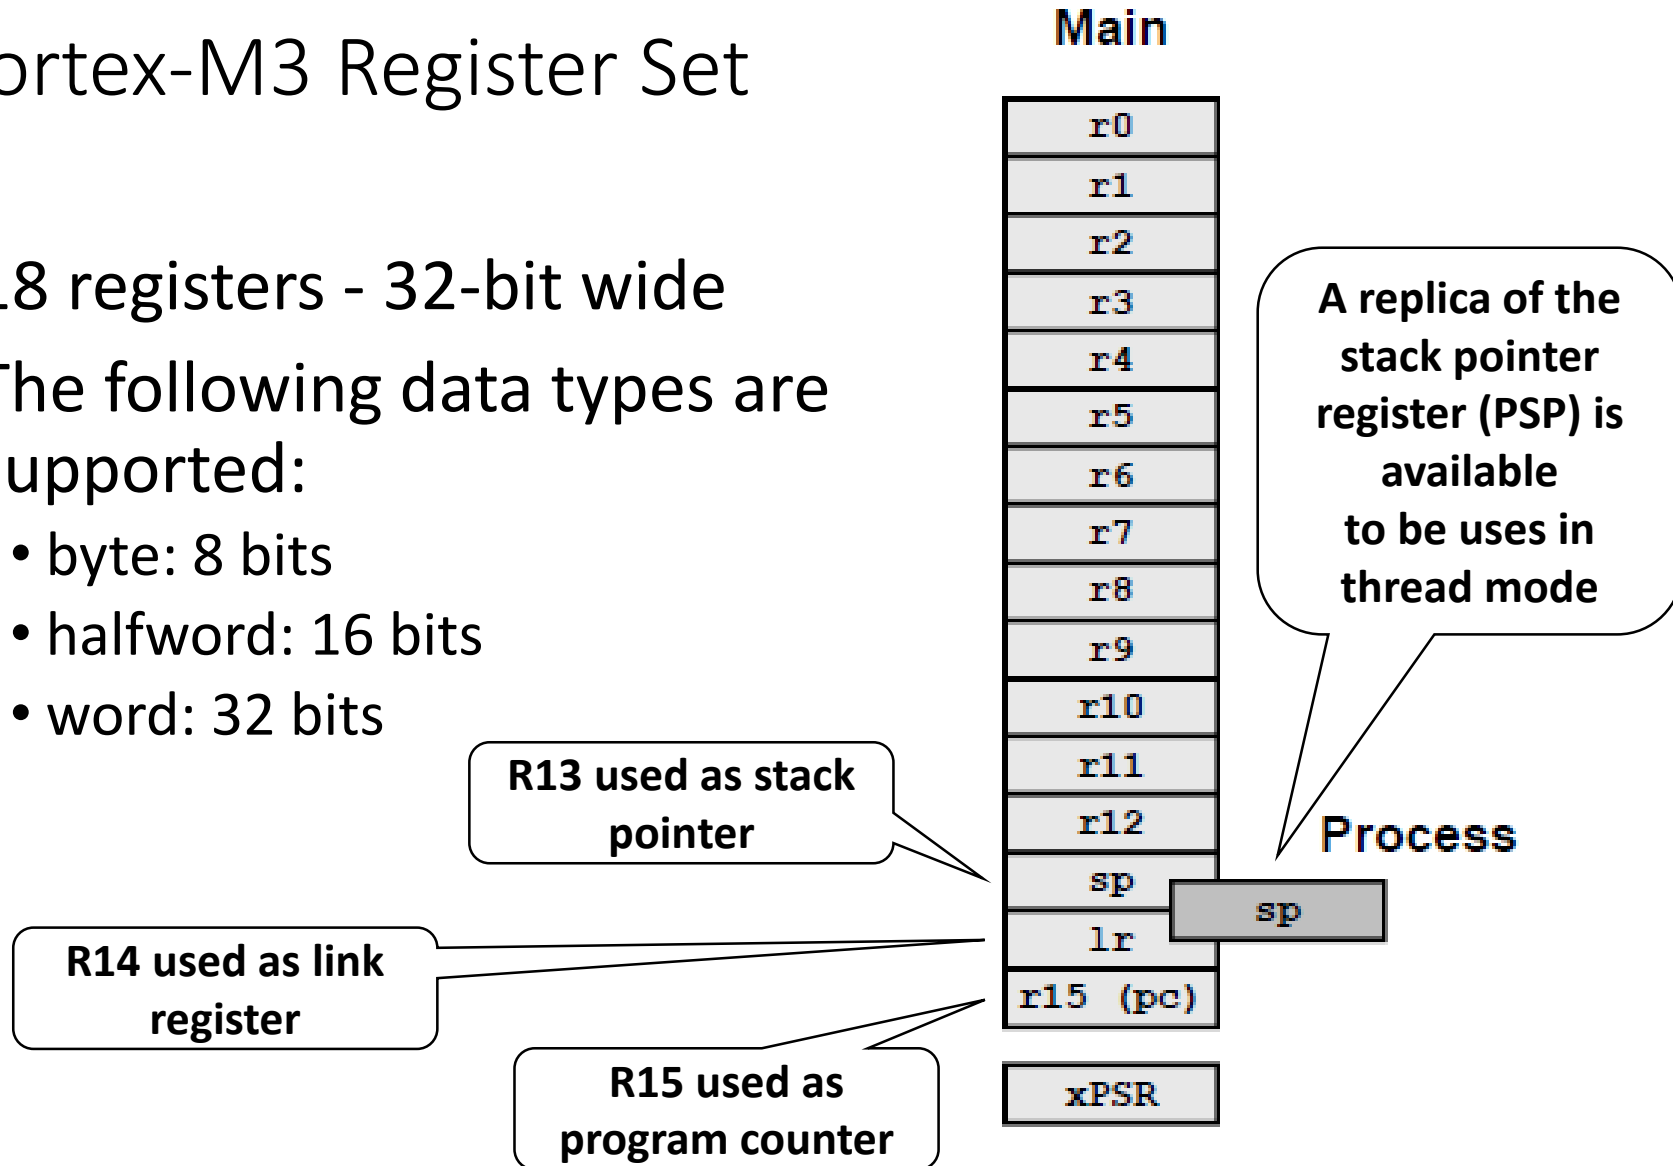 ortex-M3 Register Set
18 registers - 32-bit wide
The following data types are
upported:
• byte: 8 bits
• halfword: 16 bits
• word: 32 bits
R13 used as stack
pointer
R14 used as link
register
R15 used as
program counter
Main
r0
r1
r2
r3
r4
r5
r6
r7
r8
r9
r10
r11
r12
sp
lr
r15 (pc)
xPSR
A replica of the
stack pointer
register (PSP) is
available
to be uses in
thread mode
Process
sp